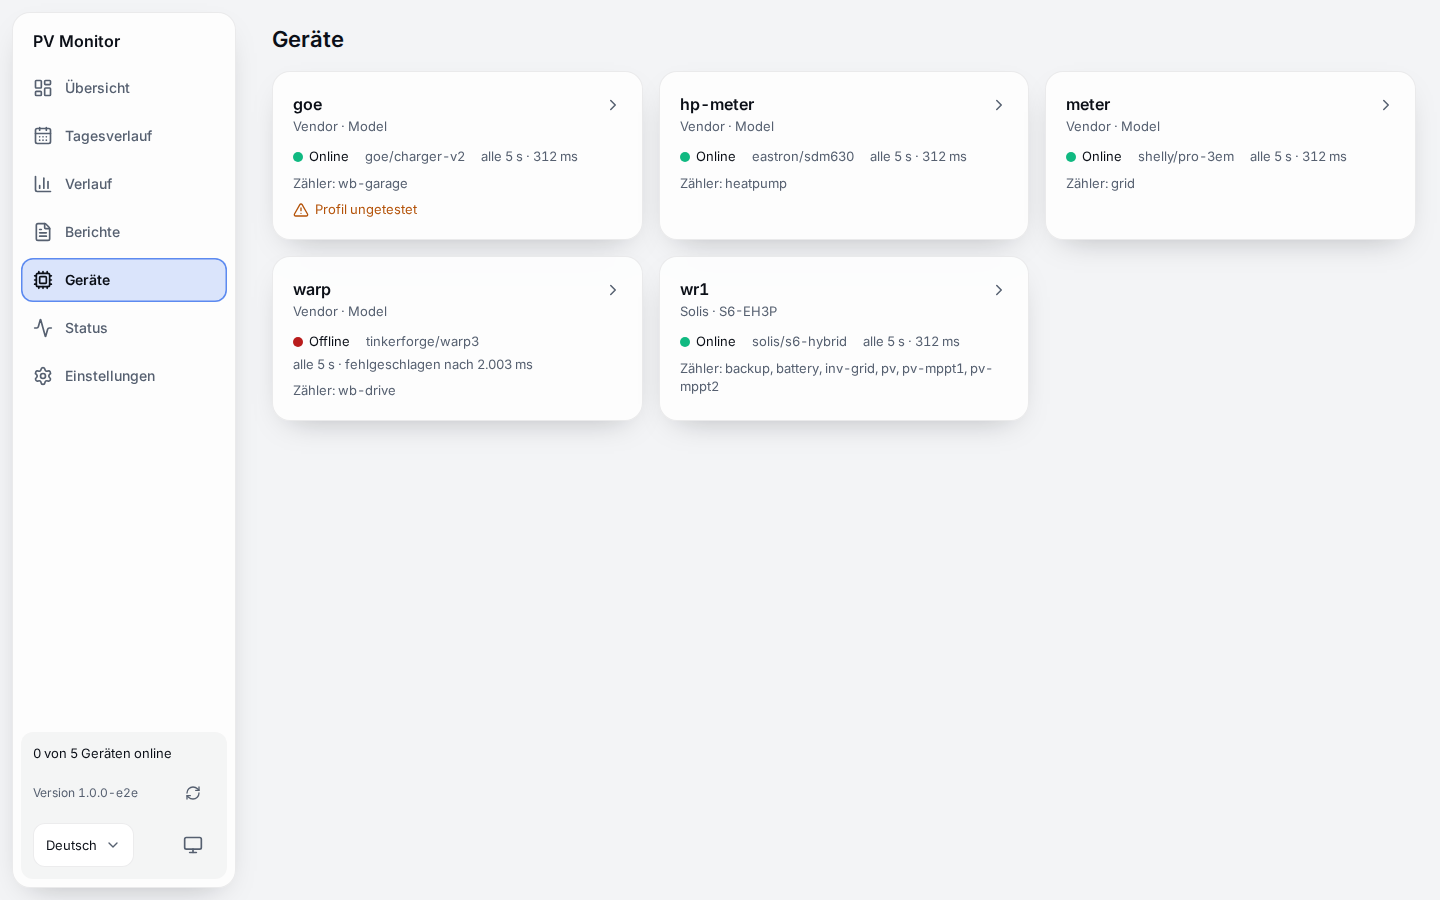 PV Monitor
Übersicht
Tagesverlauf
Verlauf
Berichte
Geräte
Status
Einstellungen
0 von 5 Geräten online
Version 1.0.0-e2e
Deutsch
Geräte
goe
Vendor · Model
Online goe/charger-v2 alle 5 s · 312 ms
Zähler: wb-garage
Profil ungetestet
hp-meter
Vendor · Model
Online eastron/sdm630 alle 5 s · 312 ms
Zähler: heatpump
meter
Vendor · Model
Online shelly/pro-3em alle 5 s · 312 ms
Zähler: grid
warp
Vendor · Model
Offline tinkerforge/warp3
alle 5 s · fehlgeschlagen nach 2.003 ms
Zähler: wb-drive
wr1
Solis · S6-EH3P
Online solis/s6-hybrid alle 5 s · 312 ms
Zähler: backup, battery, inv-grid, pv, pv-mppt1, pv-
mppt2